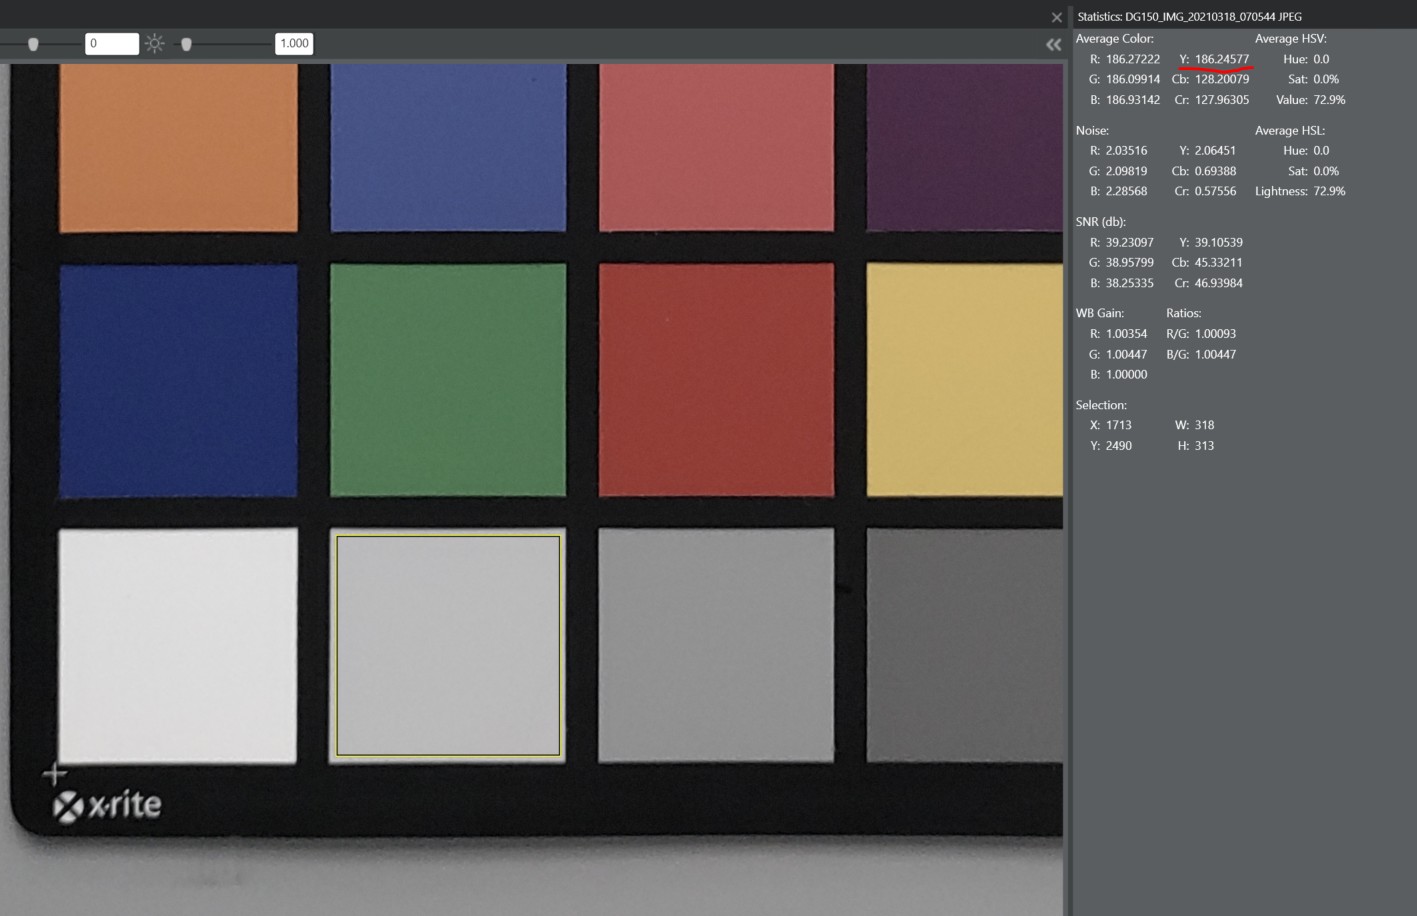 Statistics: DG150_IMG_20210318_070544 JPEG
0
1.000
Average Color:
Average HSV:
R: 186.27222 Y: 186.24577 Hue: 0.0
G: 186.09914 Cb: 128.20079 Sat: 0.0%
B: 186.93142 Cr: 127.96305 Value: 72.9%
Noise:
Average HSL:
R: 2.03516 Y: 2.06451 Hue: 0.0
G: 2.09819 Cb: 0.69388 Sat: 0.0%
B: 2.28568 Cr: 0.57556 Lightness: 72.9%
SNR (db):
R: 39.23097 Y: 39.10539
G: 38.95799 Cb: 45.33211
B: 38.25335 Cr: 46.93984
WB Gain: Ratios:
R: 1.00354 R/G: 1.00093
G: 1.00447 B/G: 1.00447
B: 1.00000
Selection:
X: 1713 W: 318
Y: 2490 H: 313
x-rite